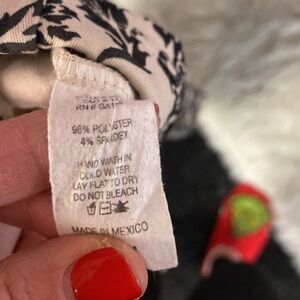 96% POLYESTER
4% SPANDEX
HAND WASH IN
COLD WATER
LAY FLAT TO DRY
DO NOT BLEACH
MADE IN MEXICO